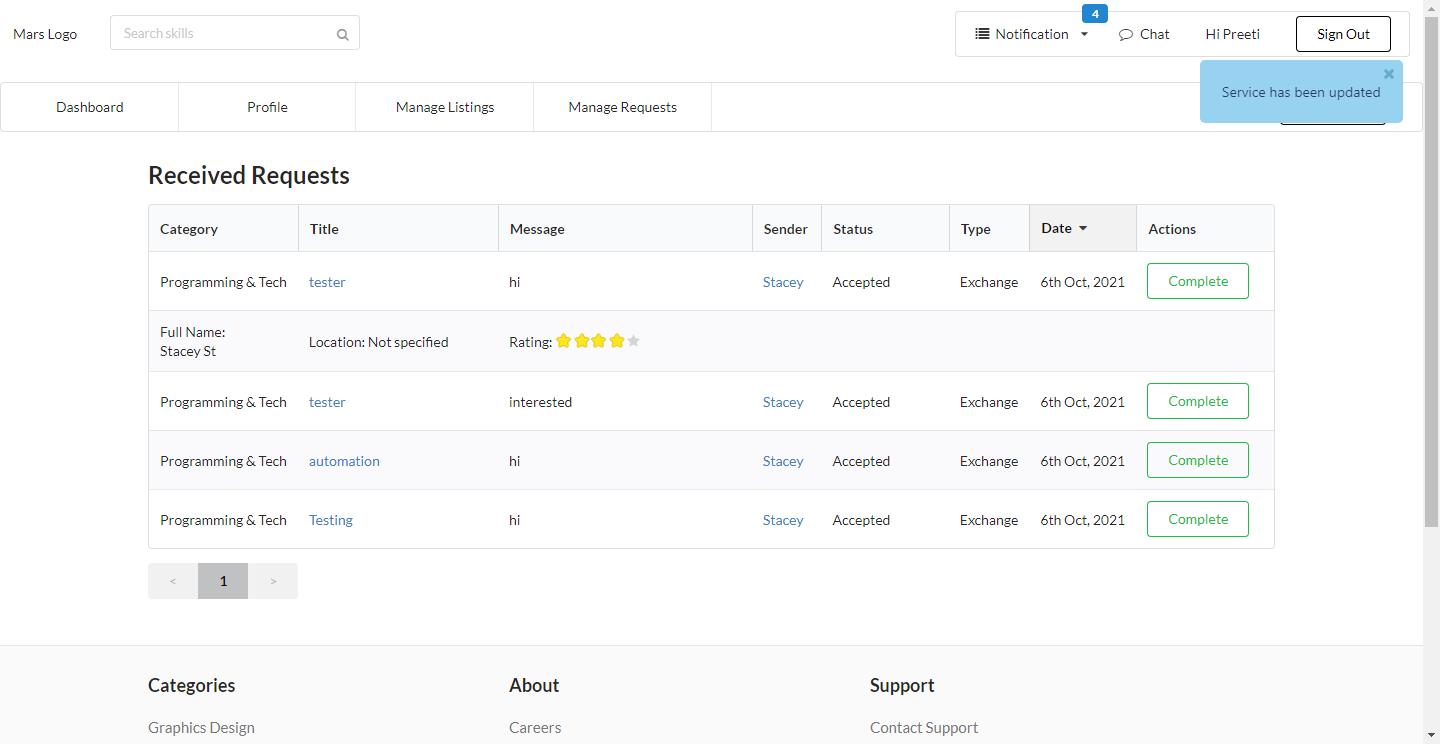 4
Mars Logo
Search skills
Notification
Chat
Hi Preeti
Sign Out
Service has been updated
Dashboard
Profile
Manage Listings
Manage Requests
Received Requests
Category Title Message Sender Status Type Date Actions
Programming & Tech tester hi Stacey Accepted Exchange 6th Oct, 2021 Complete
Full Name:
Stacey St
Location: Not specified
Rating:
Programming & Tech tester interested Stacey Accepted Exchange 6th Oct, 2021 Complete
Programming & Tech automation hi Stacey Accepted Exchange 6th Oct, 2021 Complete
Programming & Tech Testing hi Stacey Accepted Exchange 6th Oct, 2021 Complete
< 1 >
Categories About Support
Graphics Design Careers Contact Support